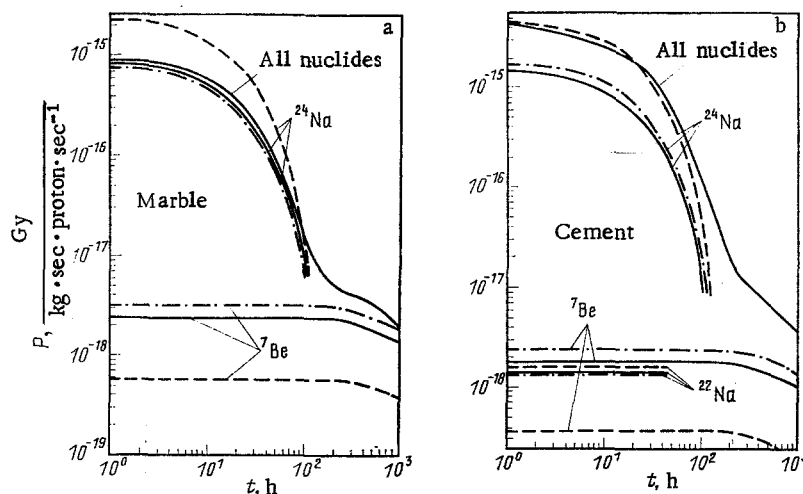 a
10⁻¹⁵
All nuclides
²⁴Na
10⁻¹⁶
Marble
10⁻¹⁷
⁷Be
10⁻¹⁸
10⁻¹⁹
10⁰ 10¹ 10² 10³
t, h
P, Gy / kg·sec·proton·sec⁻¹
b
All nuclides
10⁻¹⁵
²⁴Na
10⁻¹⁶
Cement
10⁻¹⁷
⁷Be
10⁻¹⁸
²²Na
10⁰ 10¹ 10² 10
t, h